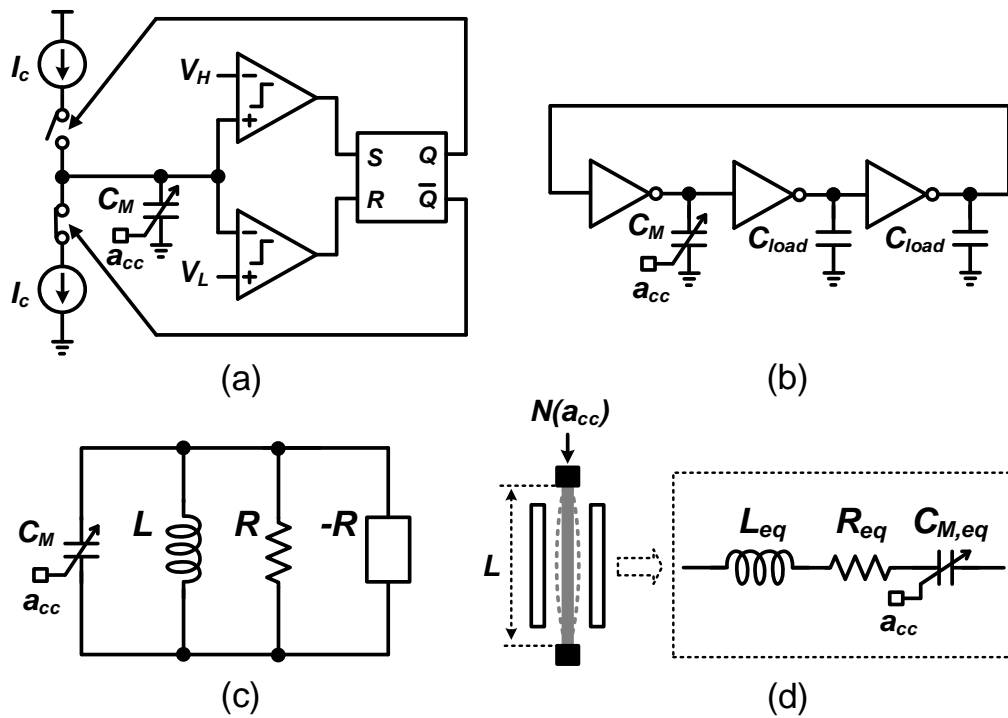 I_c
V_H
S
Q
C_M
R
Q̅
a_cc
V_L
I_c
(a)
C_M
C_load
C_load
a_cc
(b)
C_M
L
R
-R
a_cc
(c)
N(a_cc)
L
L_eq
R_eq
C_M,eq
a_cc
(d)